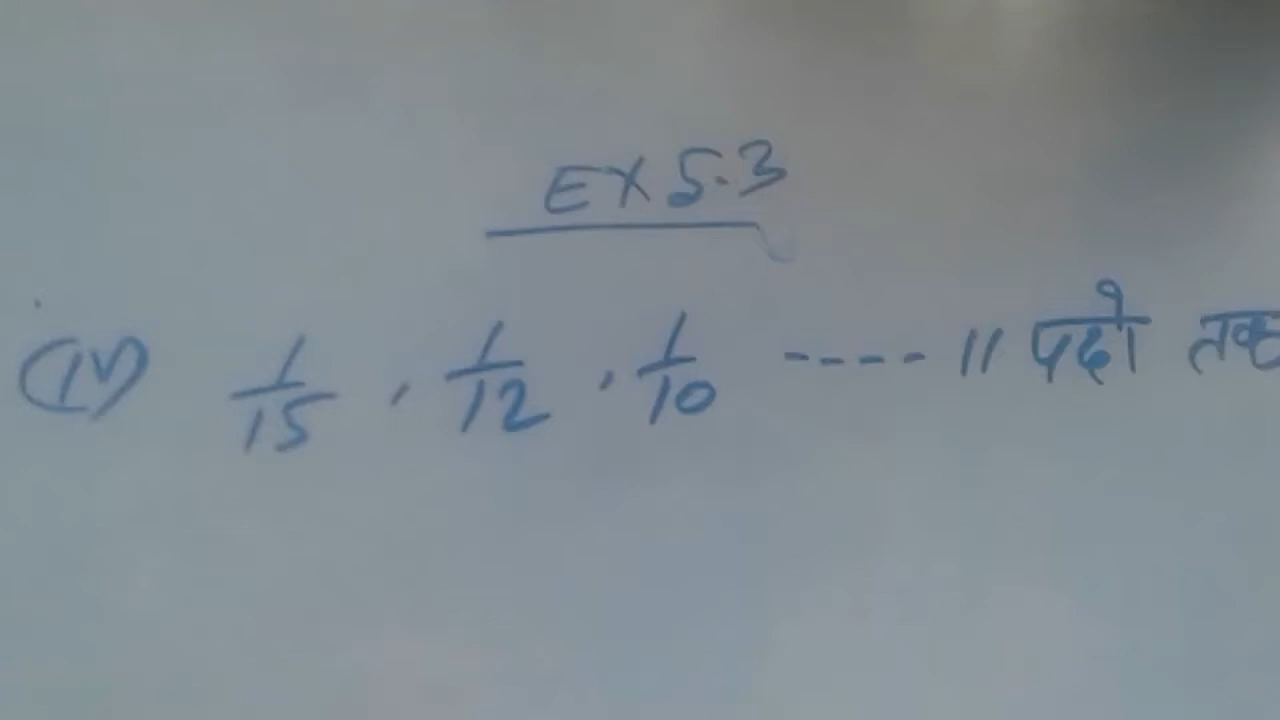 EX 5.3
(IV) 1/15, 1/12, 1/10 ---- 11 पदों तक